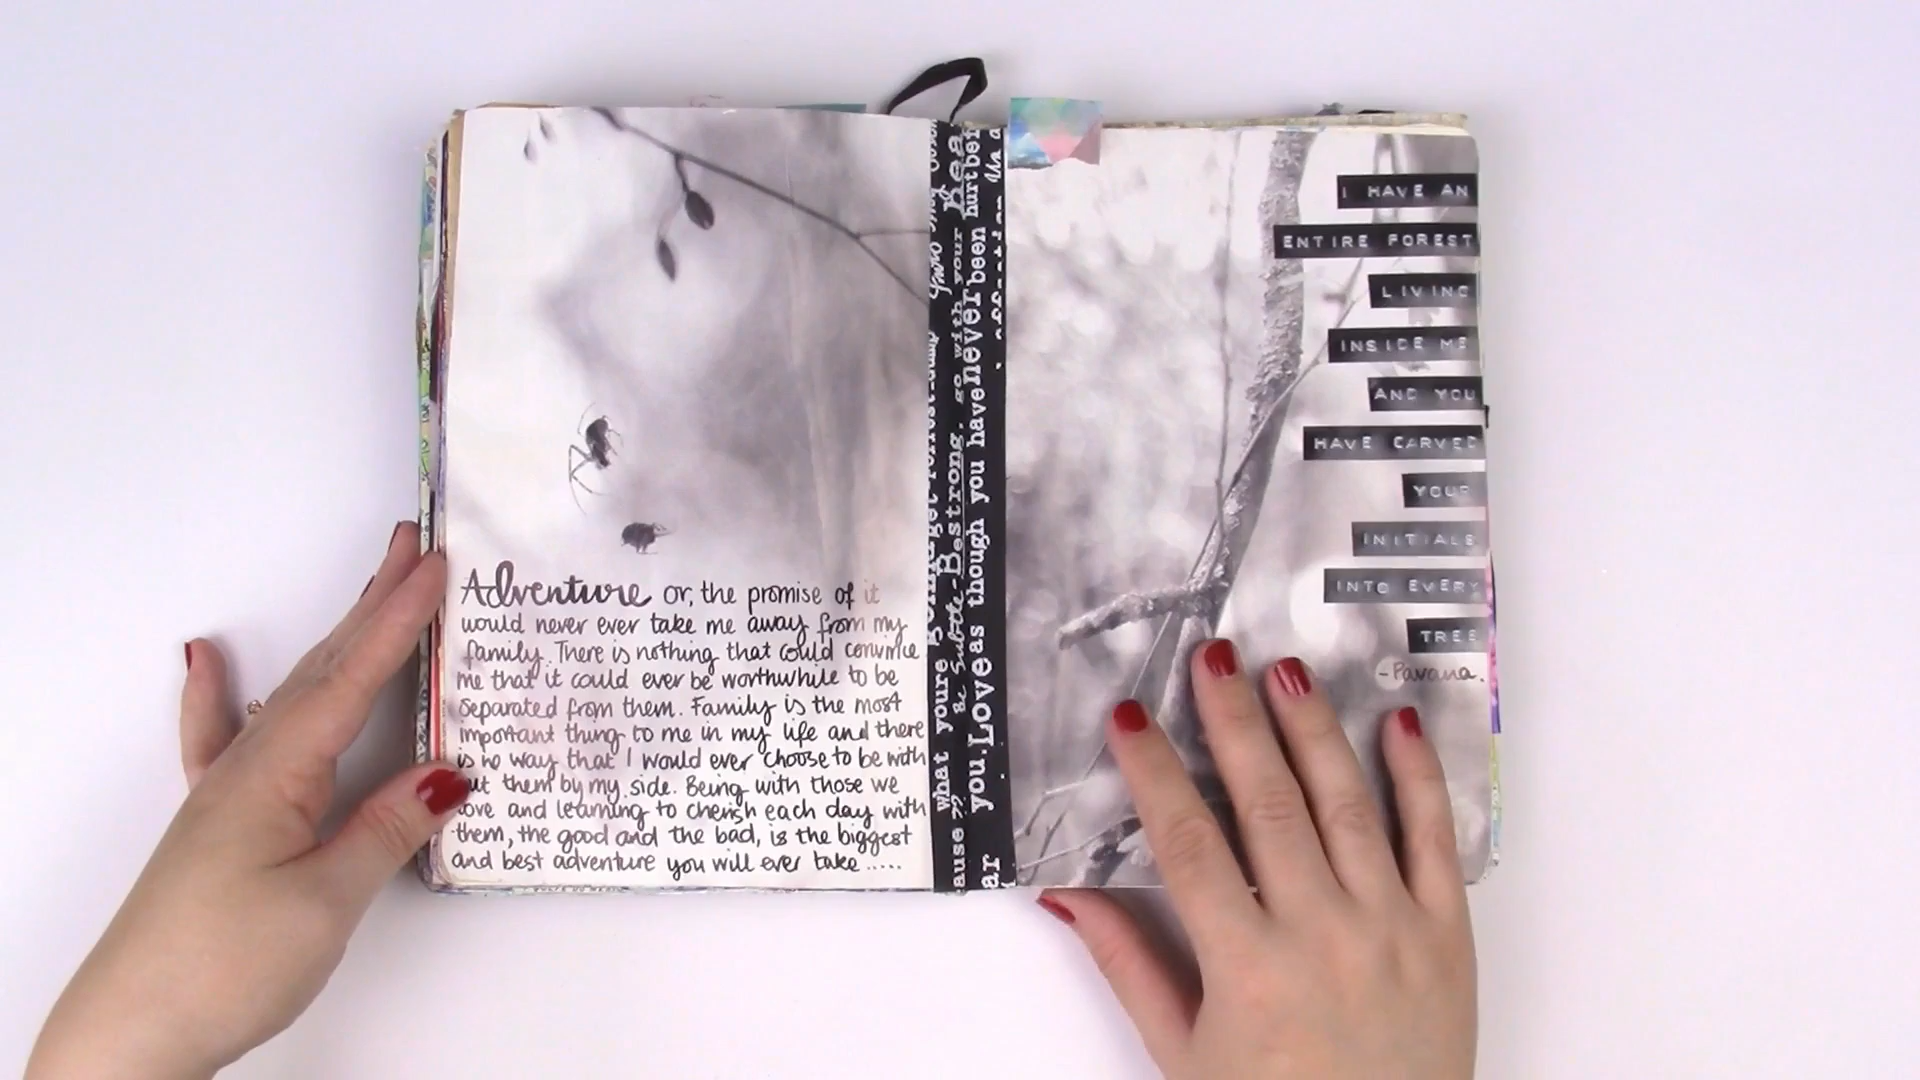 Adventure or, the promise of it
would never ever take me away from my
family. There is nothing that could convince
me that it could ever be worthwhile to be
separated from them. Family is the most
important thing to me in my life and there
is no way that I would ever choose to be with
out them by my side. Being with those we
love and learning to cherish each day with
them, the good and the bad, is the biggest
and best adventure you will ever take .....
what youre
Be Subtle - Be strong. go with your
you. Love as though you have never been hurt
I HAVE AN
ENTIRE FOREST
LIVING
INSIDE ME
AND YOU
HAVE CARVED
YOUR
INITIALS
INTO EVERY
TREE
- Pavana.